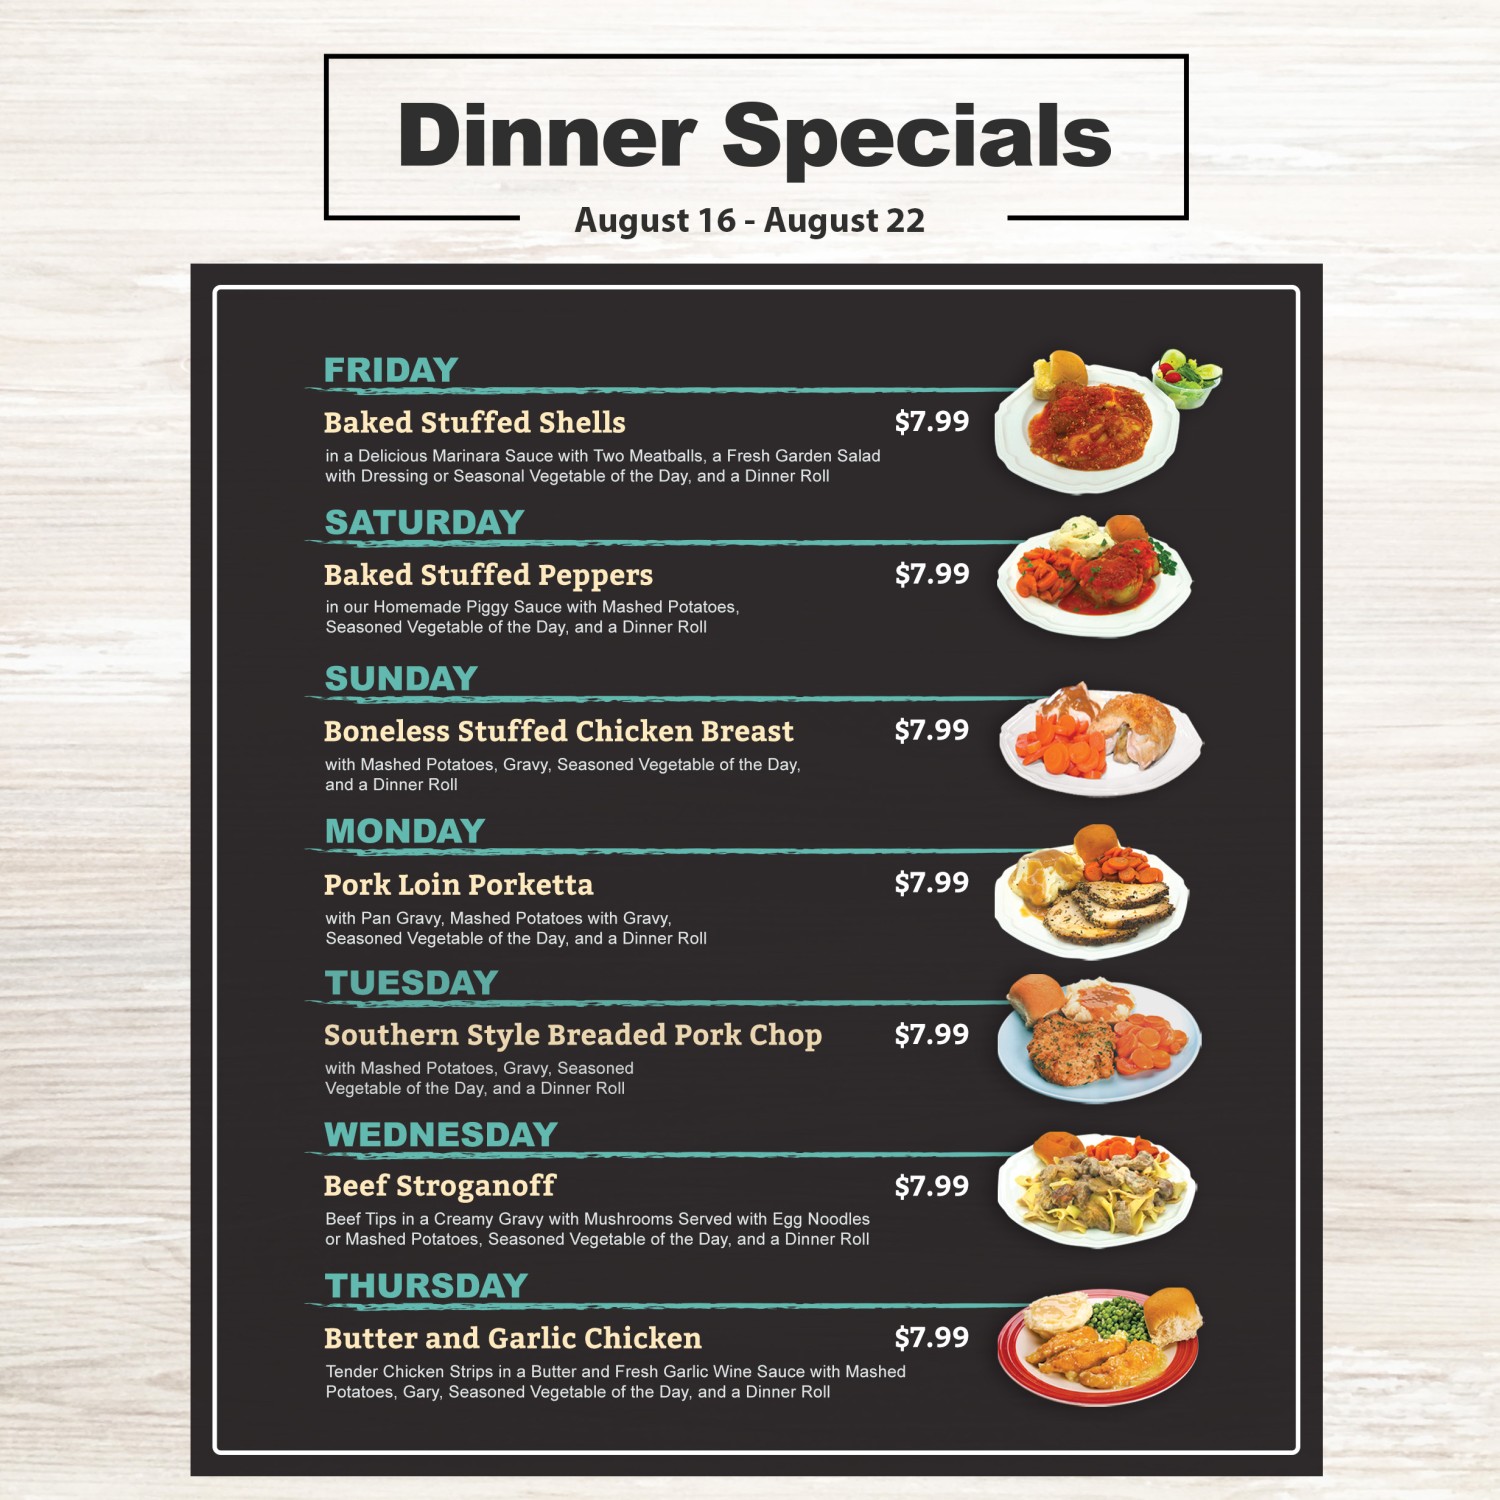 Dinner Specials
August 16 - August 22
FRIDAY
Baked Stuffed Shells $7.99
in a Delicious Marinara Sauce with Two Meatballs, a Fresh Garden Salad
with Dressing or Seasonal Vegetable of the Day, and a Dinner Roll
SATURDAY
Baked Stuffed Peppers $7.99
in our Homemade Piggy Sauce with Mashed Potatoes,
Seasoned Vegetable of the Day, and a Dinner Roll
SUNDAY
Boneless Stuffed Chicken Breast $7.99
with Mashed Potatoes, Gravy, Seasoned Vegetable of the Day,
and a Dinner Roll
MONDAY
Pork Loin Porketta $7.99
with Pan Gravy, Mashed Potatoes with Gravy,
Seasoned Vegetable of the Day, and a Dinner Roll
TUESDAY
Southern Style Breaded Pork Chop $7.99
with Mashed Potatoes, Gravy, Seasoned
Vegetable of the Day, and a Dinner Roll
WEDNESDAY
Beef Stroganoff $7.99
Beef Tips in a Creamy Gravy with Mushrooms Served with Egg Noodles
or Mashed Potatoes, Seasoned Vegetable of the Day, and a Dinner Roll
THURSDAY
Butter and Garlic Chicken $7.99
Tender Chicken Strips in a Butter and Fresh Garlic Wine Sauce with Mashed
Potatoes, Gary, Seasoned Vegetable of the Day, and a Dinner Roll